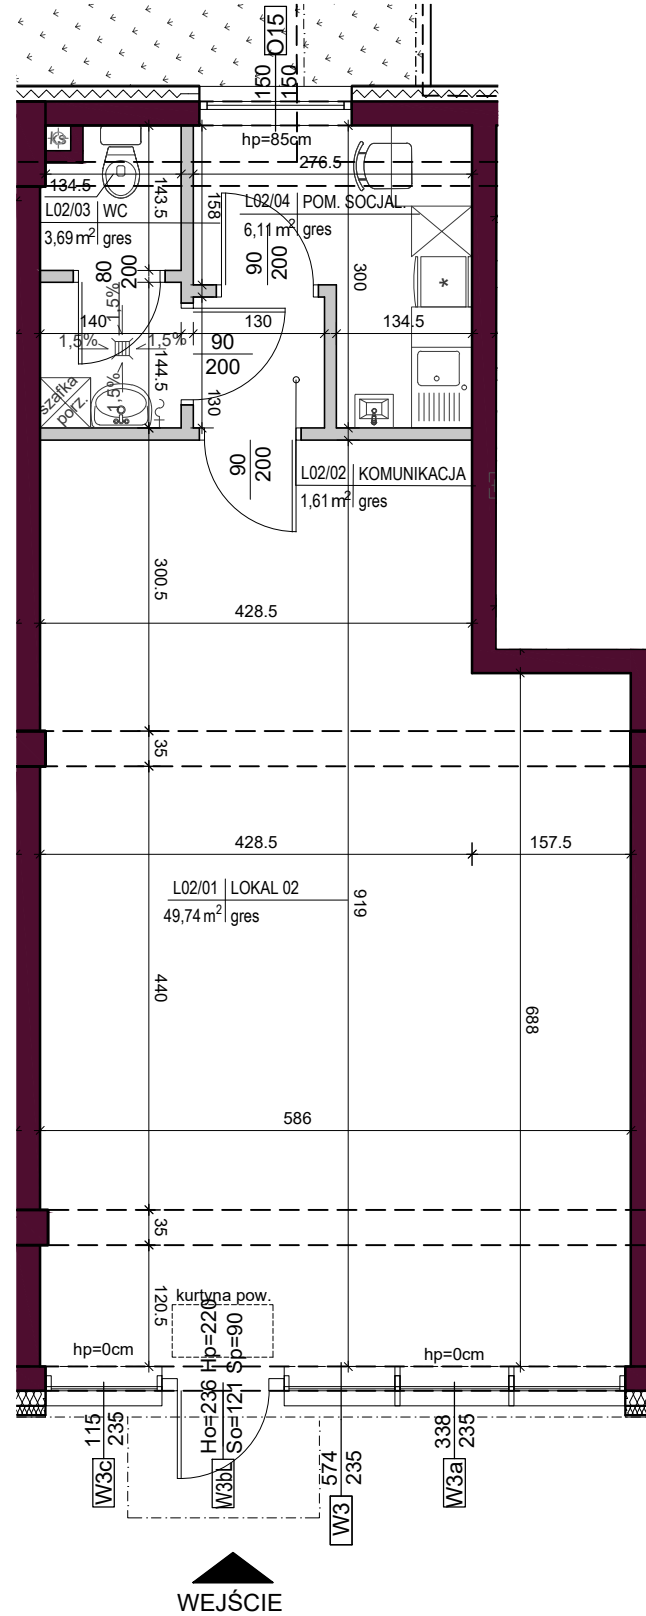 O15
150
150
hp=85cm
ks
276.5
134.5
143.5
158
L02/03 WC
3,69 m² gres
L02/04 POM. SOCJAL.
6,11 m² gres
80
200
90
200
300
1,5%
140
130
134.5
1,5%
1,5%
90
200
*
144.5
1,5%
szafka
porz.
130
90
200
L02/02 KOMUNIKACJA
1,61 m² gres
300.5
428.5
35
428.5
157.5
L02/01 LOKAL 02
49,74 m² gres
919
440
688
586
35
120.5
kurtyna pow.
hp=0cm
hp=0cm
Ho=236 Hp=220
So=121 Sp=90
115
235
W3c
W3bL
574
235
W3
338
235
W3a
WEJŚCIE